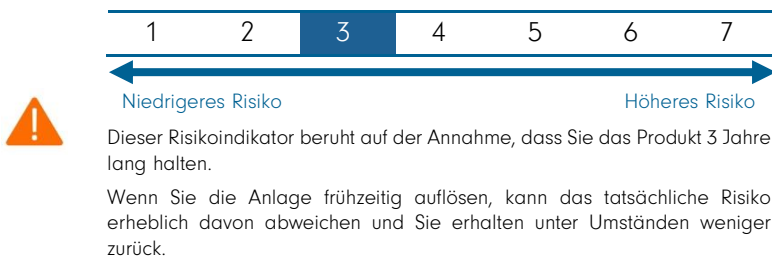 1 2 3 4 5 6 7
Niedrigeres Risiko Höheres Risiko
Dieser Risikoindikator beruht auf der Annahme, dass Sie das Produkt 3 Jahre
lang halten.
Wenn Sie die Anlage frühzeitig auflösen, kann das tatsächliche Risiko
erheblich davon abweichen und Sie erhalten unter Umständen weniger
zurück.